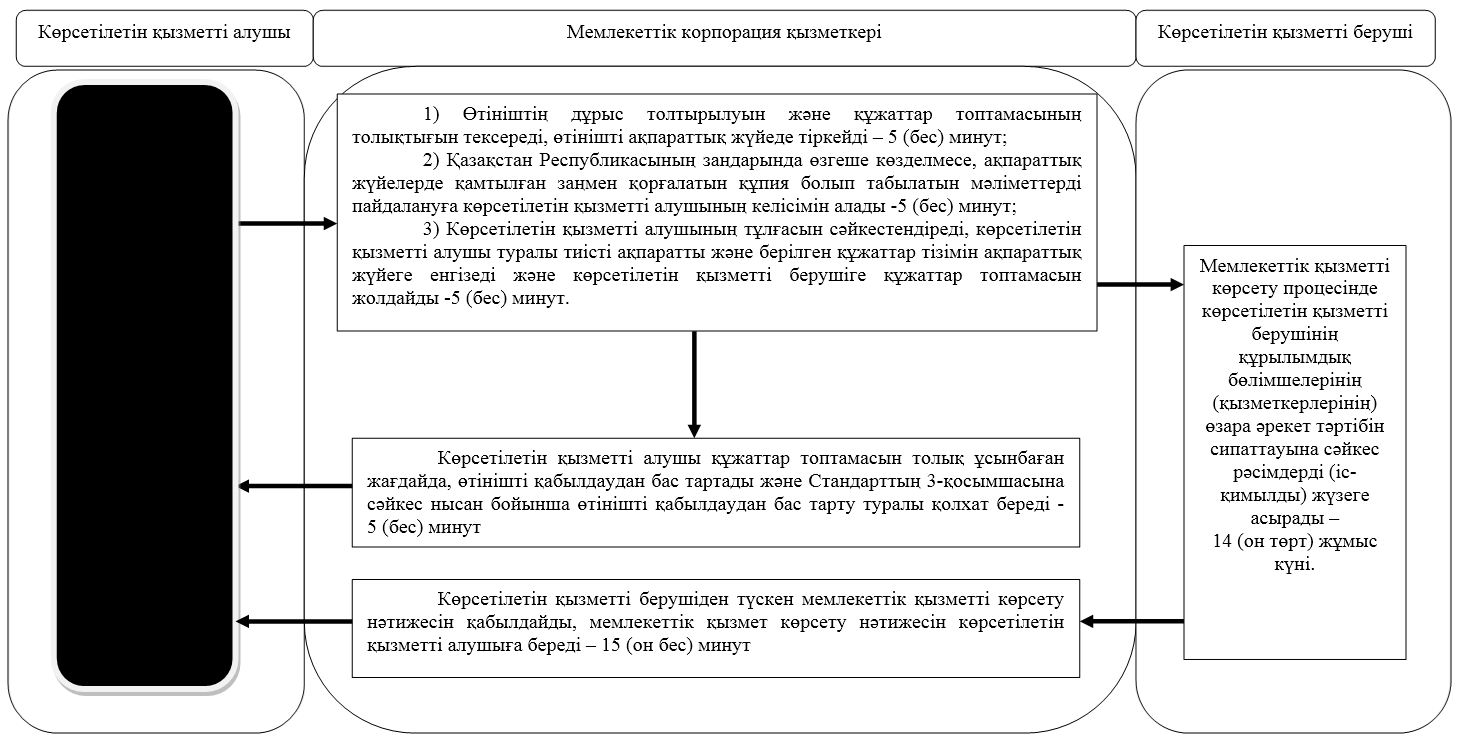 Көрсетілетін қызметті алушы
Мемлекеттік корпорация қызметкері
Көрсетілетін қызметті беруші
1) Өтініштің дұрыс толтырылуын және құжаттар топтамасының
толықтығын тексереді, өтінішті ақпараттық жүйеде тіркейді – 5 (бес) минут;
2) Қазақстан Республикасының заңдарында өзгеше көзделмесе, ақпараттық
жүйелерде қамтылған заңмен қорғалатын құпия болып табылатын мәліметтерді
пайдалануға көрсетілетін қызметті алушының келісімін алады -5 (бес) минут;
3) Көрсетілетін қызметті алушының тұлғасын сәйкестендіреді, көрсетілетін
қызметті алушы туралы тиісті ақпаратты және берілген құжаттар тізімін ақпараттық
жүйеге енгізеді және көрсетілетін қызметті берушіге құжаттар топтамасын
жолдайды -5 (бес) минут.
Көрсетілетін қызметті алушы құжаттар топтамасын толық ұсынбаған
жағдайда, өтінішті қабылдаудан бас тартады және Стандарттың 3-қосымшасына
сәйкес нысан бойынша өтінішті қабылдаудан бас тарту туралы қолхат береді -
5 (бес) минут
Көрсетілетін қызметті берушіден түскен мемлекеттік қызметті көрсету
нәтижесін қабылдайды, мемлекеттік қызмет көрсету нәтижесін көрсетілетін
қызметті алушыға береді – 15 (он бес) минут
Мемлекеттік қызметті
көрсету процесінде
көрсетілетін қызметті
берушінің
құрылымдық
бөлімшелерінің
(қызметкерлерінің)
өзара әрекет тәртібін
сипаттауына сәйкес
рәсімдерді (іс-
қимылды) жүзеге
асырады –
14 (он төрт) жұмыс
күні.